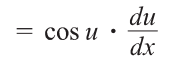 = cos u · du/dx